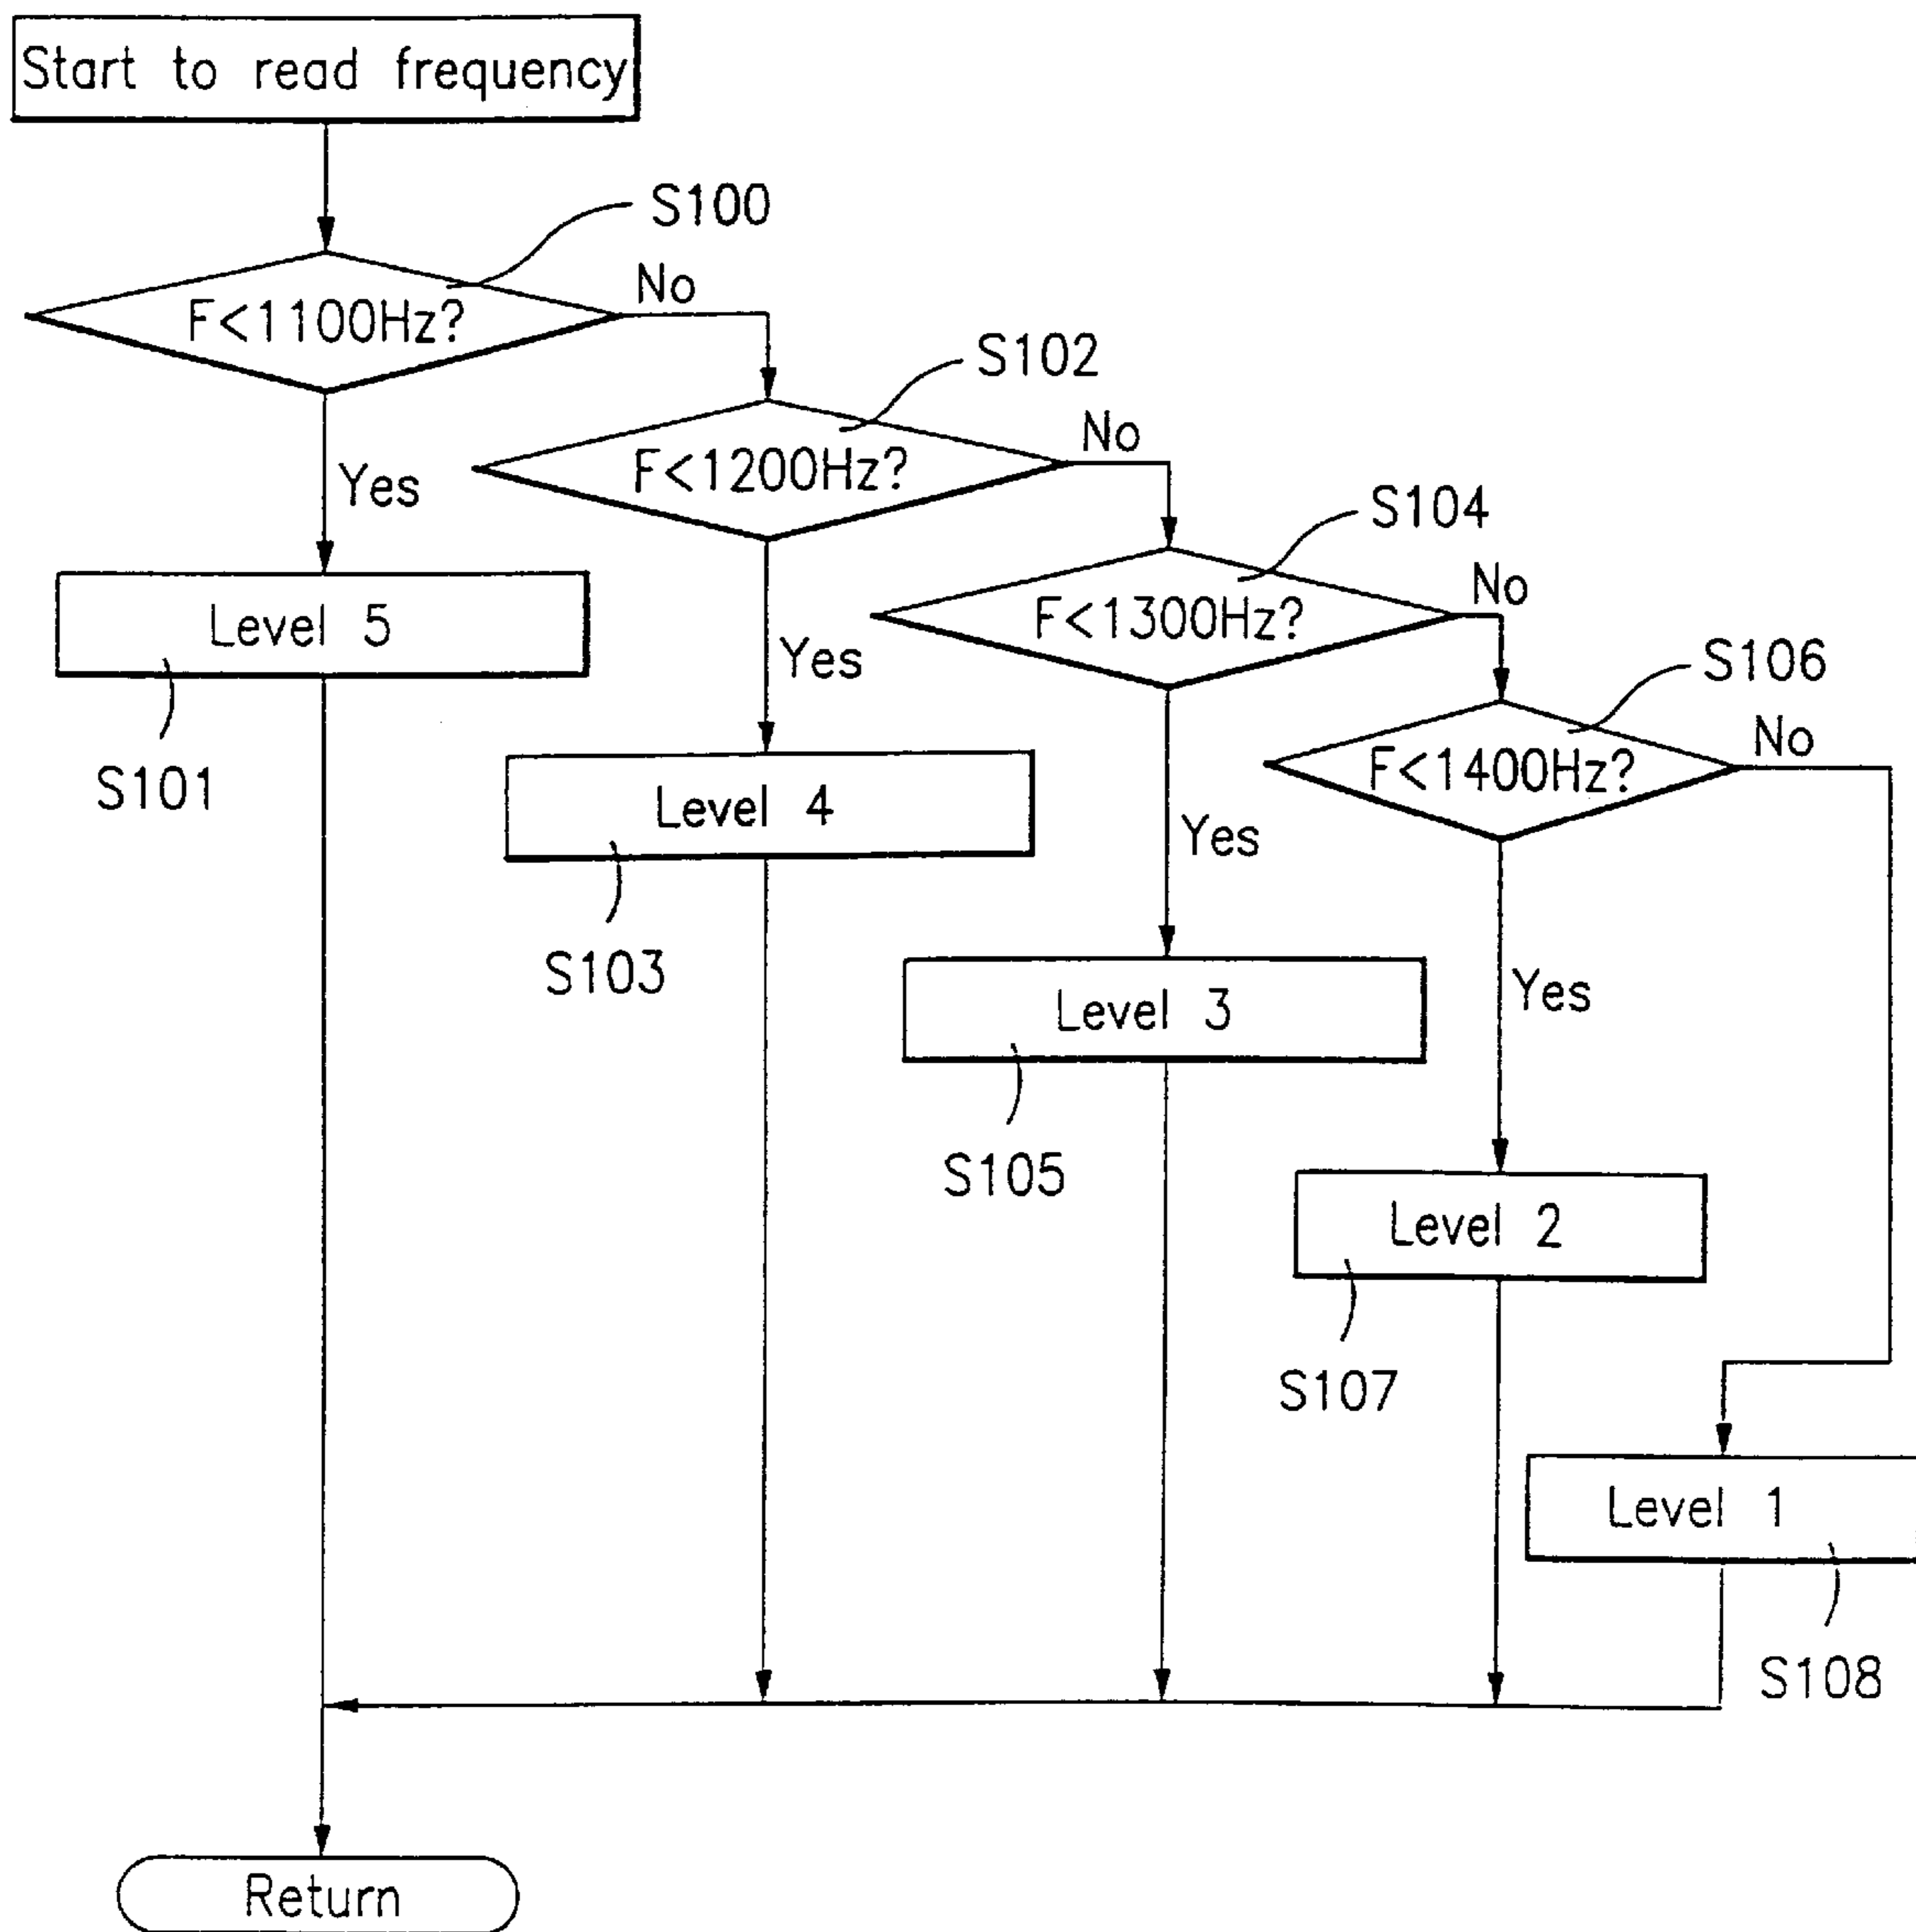 Start to read frequency
S100
F<1100Hz?
No
S102
F<1200Hz?
No
Yes
S104
F<1300Hz?
No
Level 5
Yes
S106
F<1400Hz?
No
S101
Level 4
Yes
S103
Level 3
Yes
S105
Level 2
S107
Level 1
S108
Return